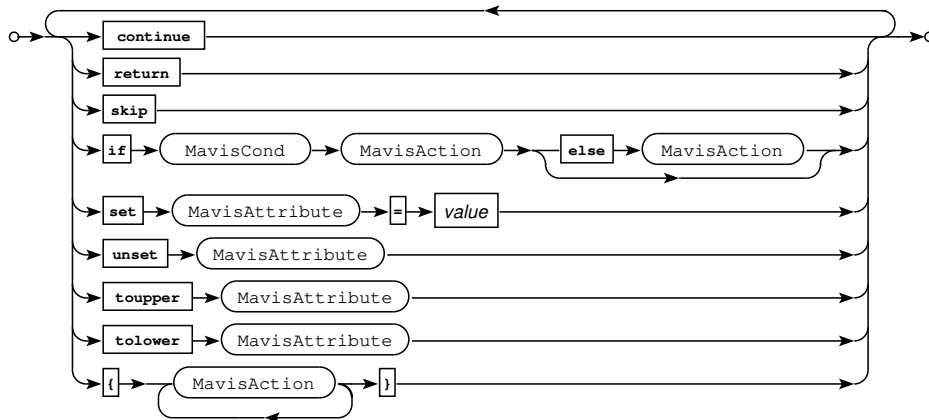 continue
return
skip
if MavisCond MavisAction else MavisAction
set MavisAttribute = value
unset MavisAttribute
toupper MavisAttribute
tolower MavisAttribute
{ MavisAction }